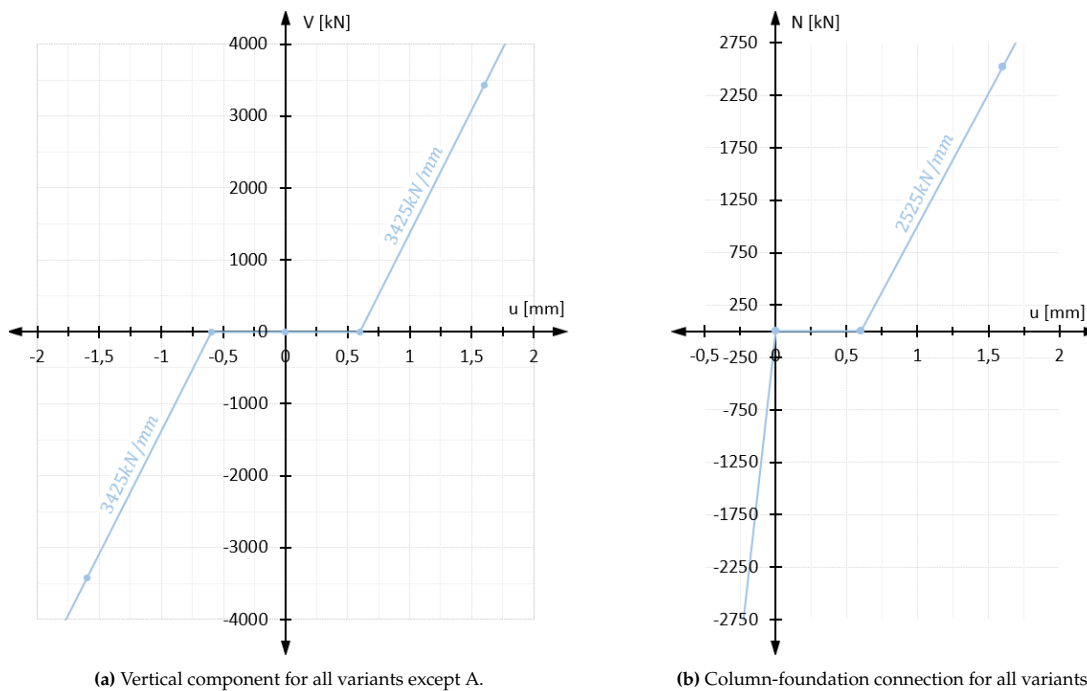 V [kN]
4000
3000
2000
3425kN/mm
1000
u [mm]
0
-2 -1,5 -1 -0,5 0 0,5 1 1,5 2
-1000
3425kN/mm
-2000
-3000
-4000
(a) Vertical component for all variants except A.
N [kN]
2750
2250
1750
2525kN/mm
1250
750
250
u [mm]
-0,5 0 0,5 1 1,5 2
-250
-750
-1250
-1750
-2250
-2750
(b) Column-foundation connection for all variants